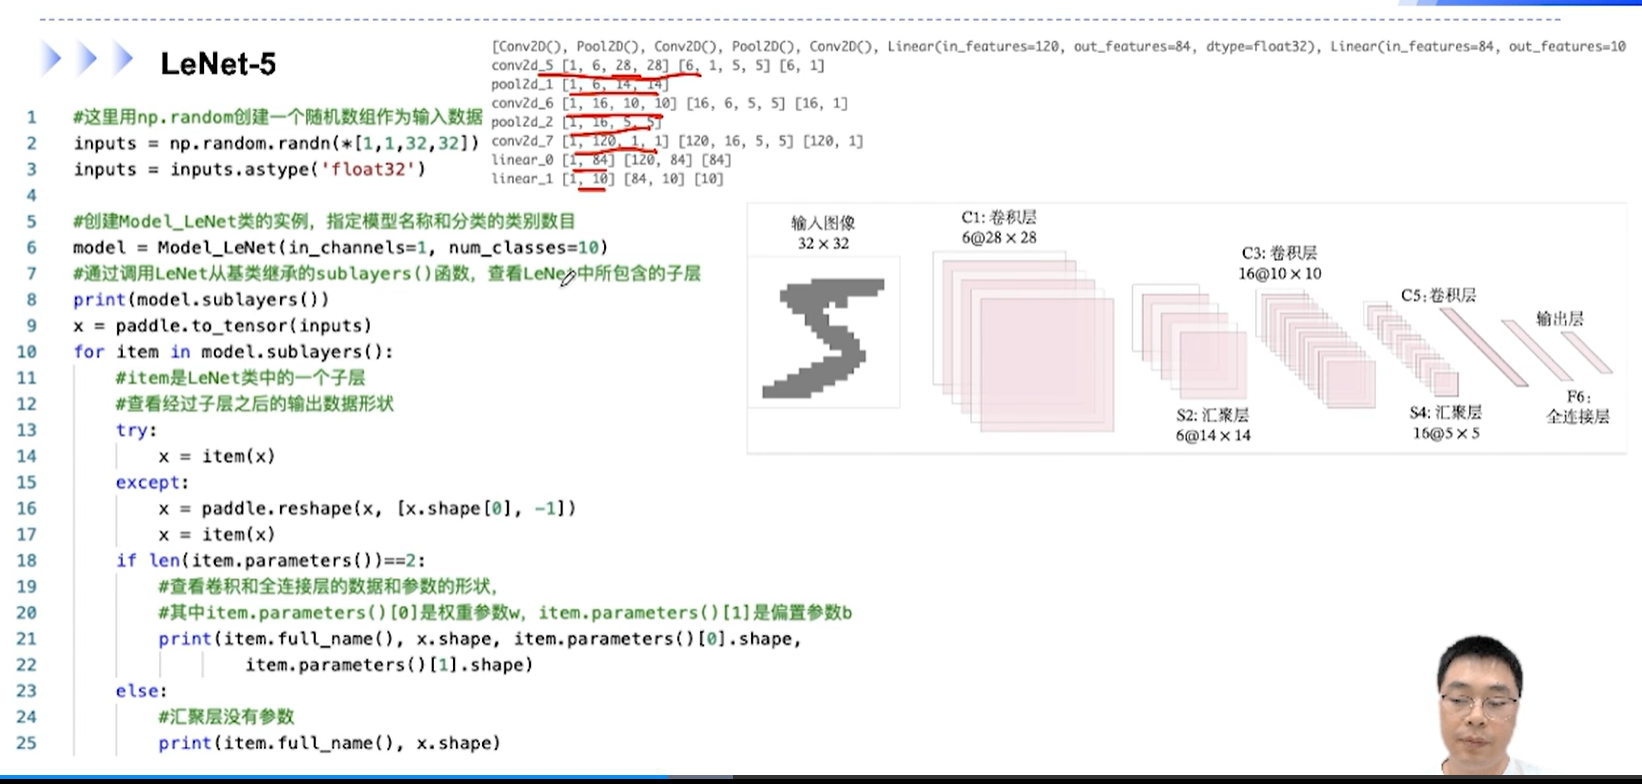 LeNet-5
[Conv2D(), Pool2D(), Conv2D(), Pool2D(), Conv2D(), Linear(in_features=120, out_features=84, dtype=float32), Linear(in_features=84, out_features=10
conv2d_5 [1, 6, 28, 28] [6, 1, 5, 5] [6, 1]
pool2d_1 [1, 6, 14, 14]
conv2d_6 [1, 16, 10, 10] [16, 6, 5, 5] [16, 1]
pool2d_2 [1, 16, 5, 5]
conv2d_7 [1, 120, 1, 1] [120, 16, 5, 5] [120, 1]
linear_0 [1, 84] [120, 84] [84]
linear_1 [1, 10] [84, 10] [10]
1 #这里用np.random创建一个随机数组作为输入数据
2 inputs = np.random.randn(*[1,1,32,32])
3 inputs = inputs.astype('float32')
4
5 #创建Model_LeNet类的实例，指定模型名称和分类的类别数目
6 model = Model_LeNet(in_channels=1, num_classes=10)
7 #通过调用LeNet从基类继承的sublayers()函数，查看LeNet中所包含的子层
8 print(model.sublayers())
9 x = paddle.to_tensor(inputs)
10 for item in model.sublayers():
11 #item是LeNet类中的一个子层
12 #查看经过子层之后的输出数据形状
13 try:
14 x = item(x)
15 except:
16 x = paddle.reshape(x, [x.shape[0], -1])
17 x = item(x)
18 if len(item.parameters())==2:
19 #查看卷积和全连接层的数据和参数的形状，
20 #其中item.parameters()[0]是权重参数w，item.parameters()[1]是偏置参数b
21 print(item.full_name(), x.shape, item.parameters()[0].shape,
22 item.parameters()[1].shape)
23 else:
24 #汇聚层没有参数
25 print(item.full_name(), x.shape)
输入图像
32 × 32
C1: 卷积层
6@28 × 28
S2: 汇聚层
6@14 × 14
C3: 卷积层
16@10 × 10
S4: 汇聚层
16@5 × 5
C5: 卷积层
F6:
全连接层
输出层